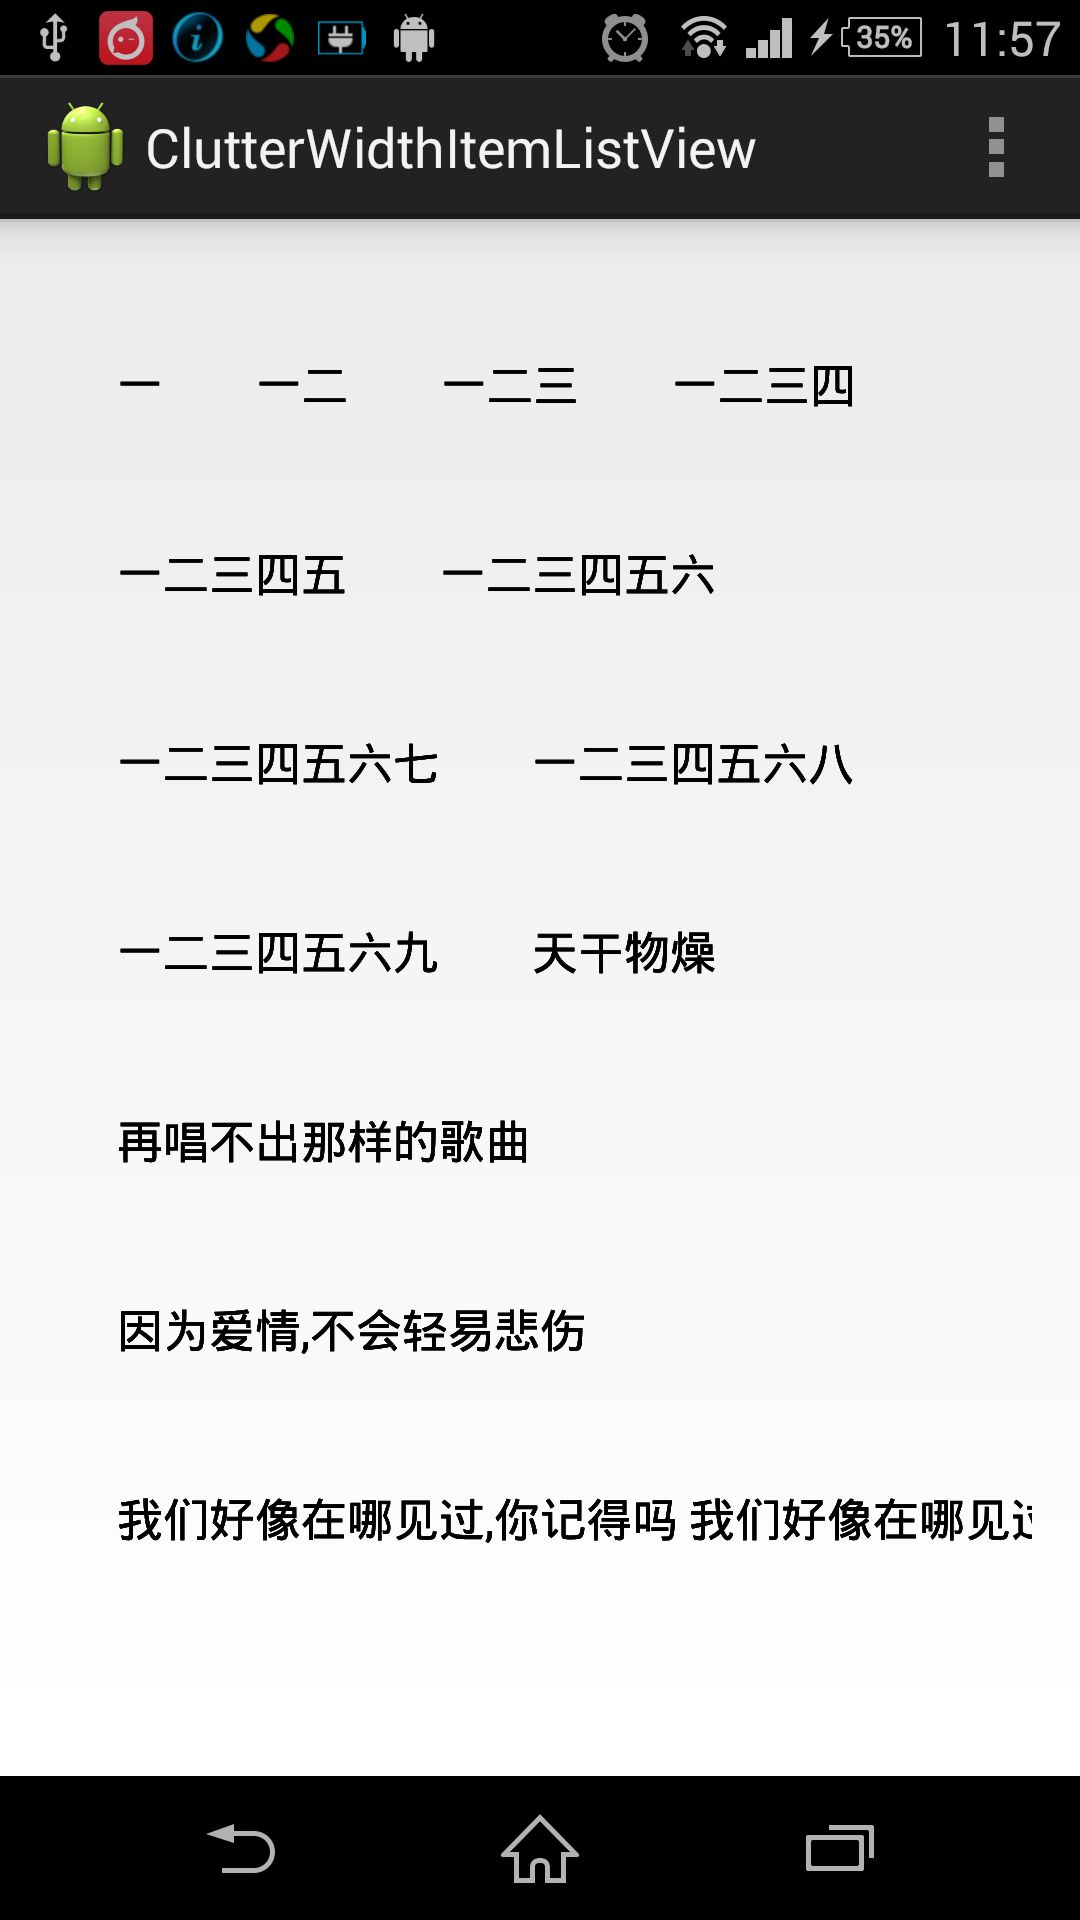 35% 11:57
ClutterWidthItemListView
一 一二 一二三 一二三四
一二三四五 一二三四五六
一二三四五六七 一二三四五六八
一二三四五六九 天干物燥
再唱不出那样的歌曲
因为爱情,不会轻易悲伤
我们好像在哪见过,你记得吗 我们好像在哪见过